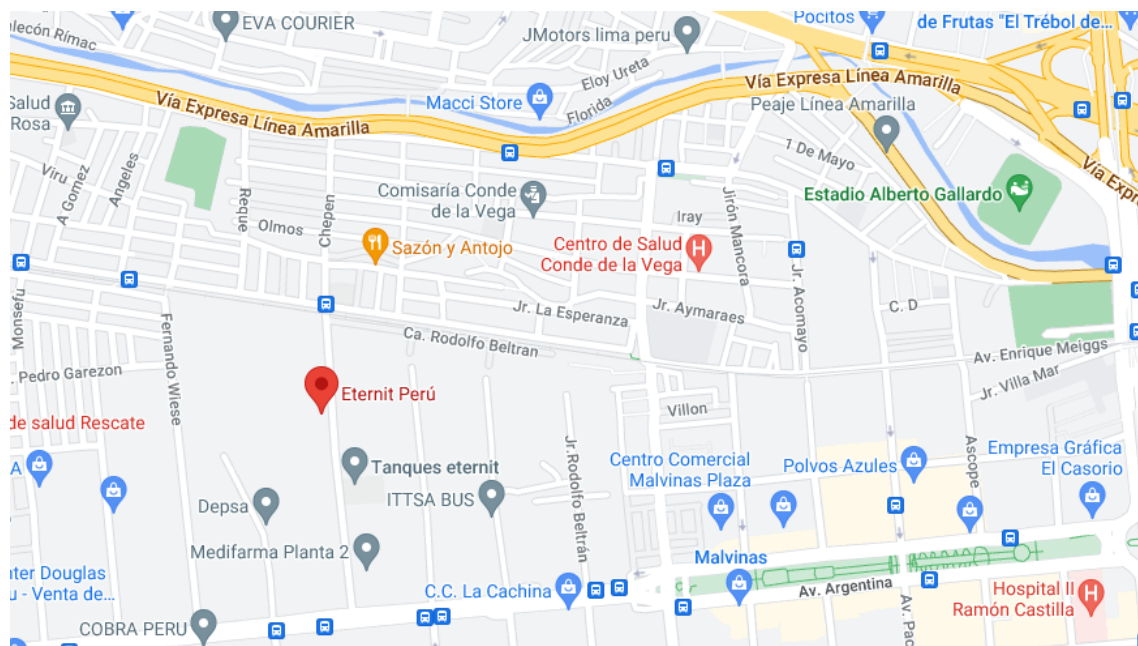 EVA COURIER
Pocitos
de Frutas "El Trébol de...
Malecón Rímac
JMotors lima peru
Eloy Ureta
Vía Expresa Línea Amarilla
Macci Store
Florida
Vía Expresa Línea Amarilla
Peaje Línea Amarilla
Salud
Rosa
1 De Mayo
Vía Expr
Viru
A Gomez
Angeles
Reque
Chepen
Comisaría Conde
de la Vega
Estadio Alberto Gallardo
Iray
Jirón Mancora
Olmos
Sazón y Antojo
Centro de Salud
Conde de la Vega
Jr. Acomayo
Monsefu
Fernando Wiese
Jr. La Esperanza
Jr. Aymaraes
C. D
Ca. Rodolfo Beltran
Av. Enrique Meiggs
. Pedro Garezon
Jr. Villa Mar
Eternit Perú
de salud Rescate
Villon
Jr.Rodolfo Beltrán
Ascope
A
Tanques eternit
Centro Comercial
Malvinas Plaza
Polvos Azules
Empresa Gráfica
El Casorio
Depsa
ITTSA BUS
Medifarma Planta 2
Malvinas
nter Douglas
u - Venta de...
C.C. La Cachina
Av. Argentina
Av. Pac
Hospital II
Ramón Castilla
COBRA PERU